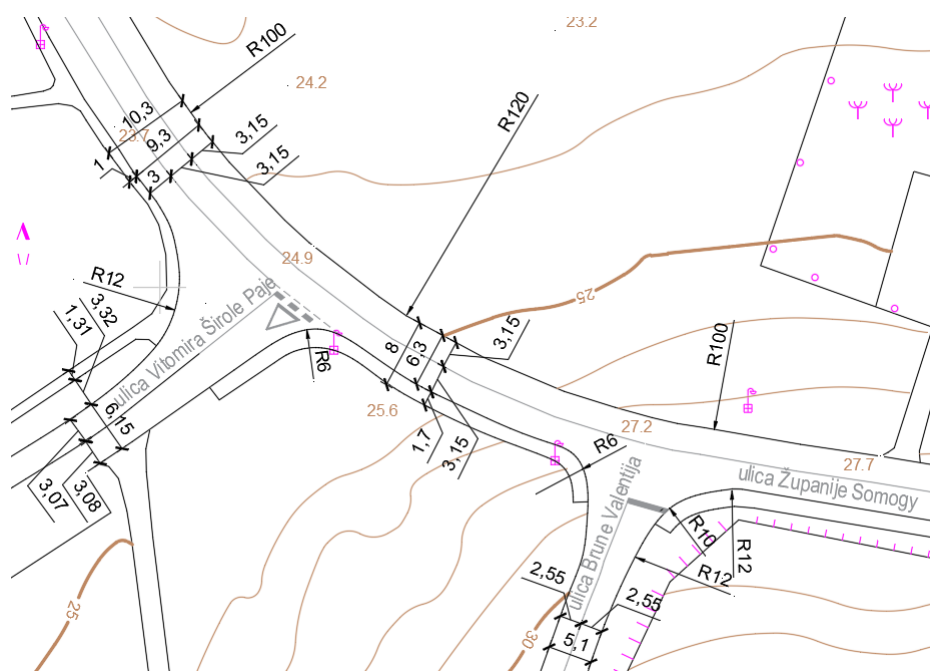 23.2
R100
24.2
10,3
23.7
9,3
3,15
R120
3,15
1
3
24.9
R12
3,32
1,31
ulica Vitomira Širole Paje
25
3,15
8
6,3
R100
R6
25.6
27.2
6,15
1,7
3,15
R6
27.7
ulica Županije Somogy
3,07
3,08
ulica Brune Valentija
R10
R12
R12
2,55
2,55
25
30
5,1